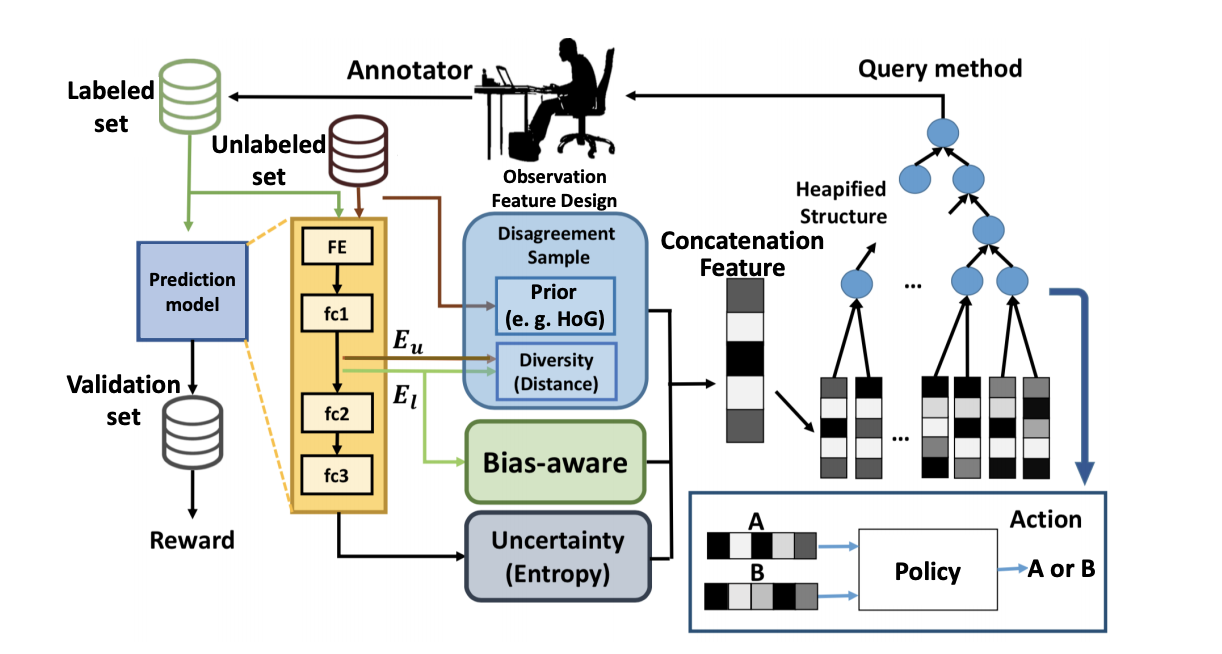 Annotator
Query method
Labeled
set
Unlabeled
set
Observation
Feature Design
Heapified
Structure
Disagreement
Sample
Concatenation
Feature
FE
Prediction
model
Prior
(e. g. HoG)
...
fc1
E_u
Diversity
(Distance)
E_l
Validation
set
fc2
...
fc3
Bias-aware
Reward
Uncertainty
(Entropy)
Action
A
Policy
A or B
B